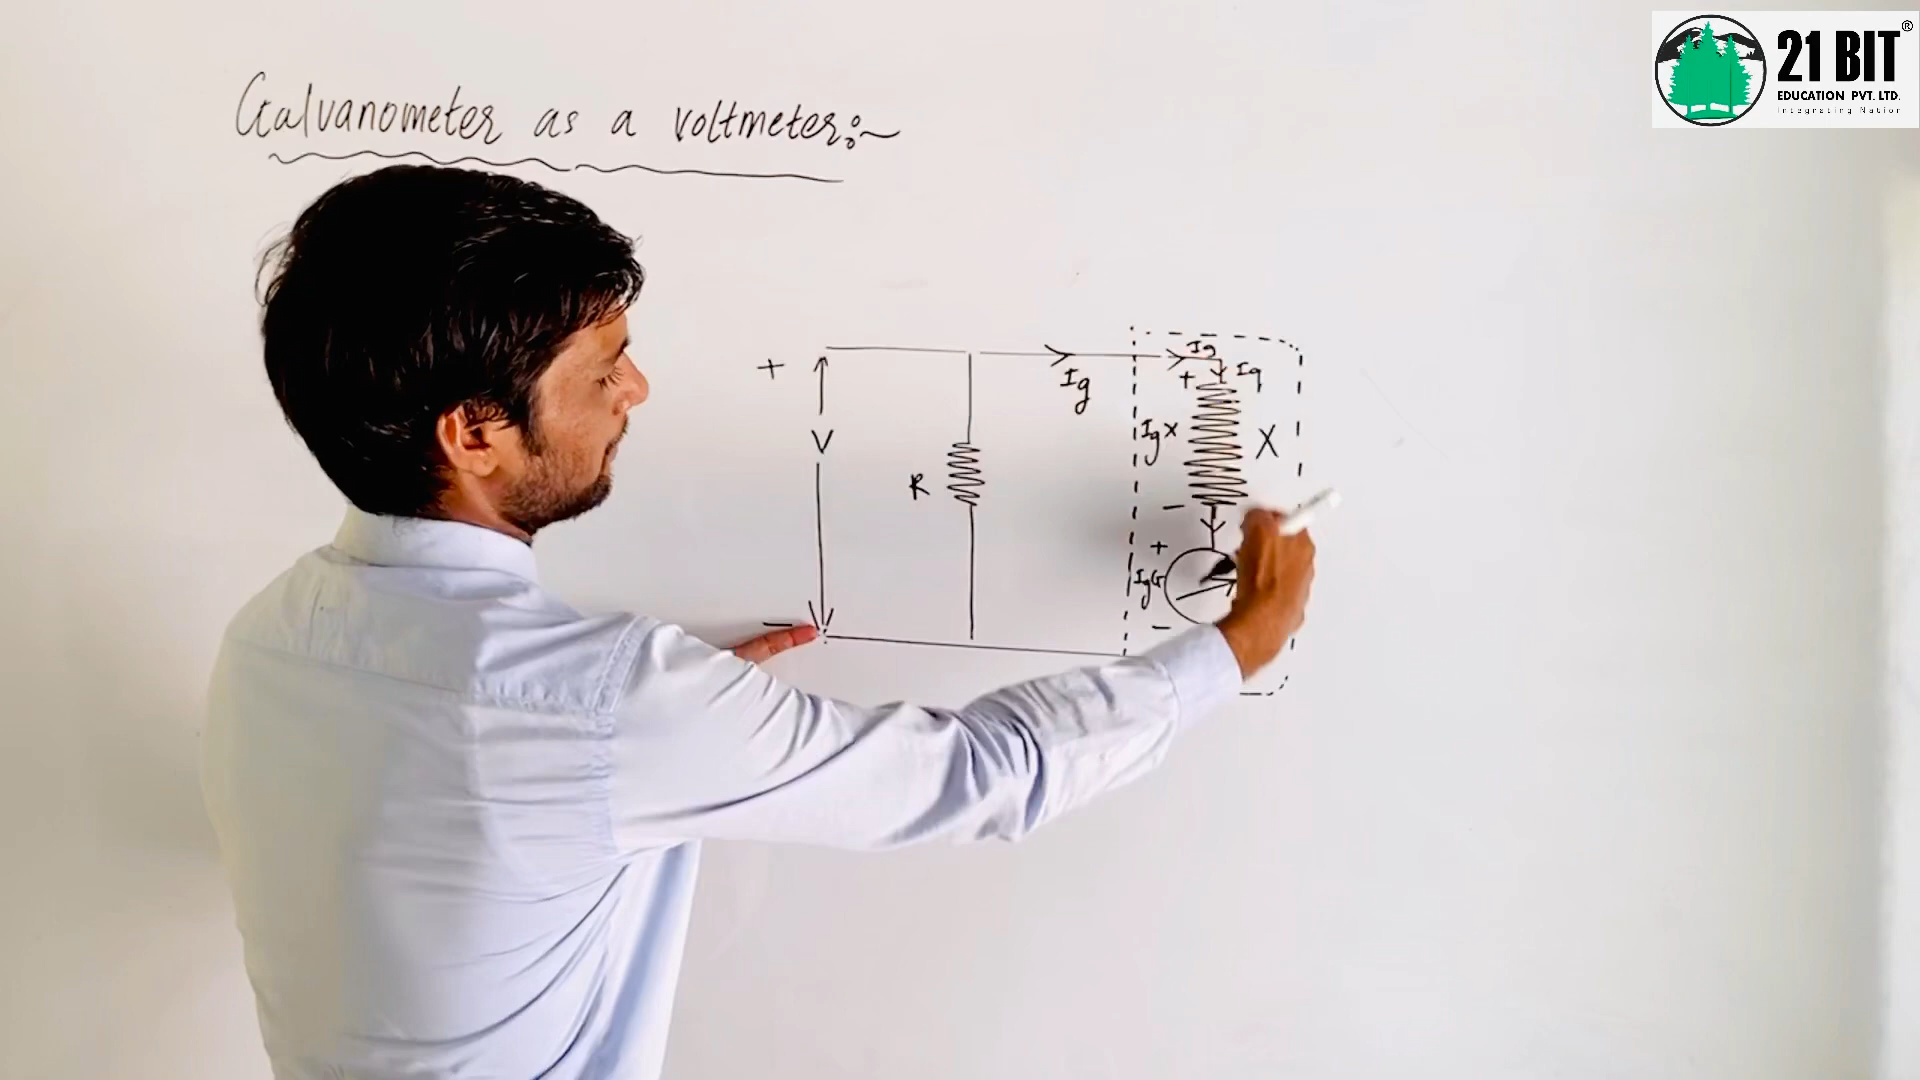 21 BIT®
EDUCATION PVT. LTD.
Integrating Nation
Galvanometer as a voltmeter:~
+
V
−
R
Ig
Ig
+
Ig
IgX
X
−
+
IgG
−